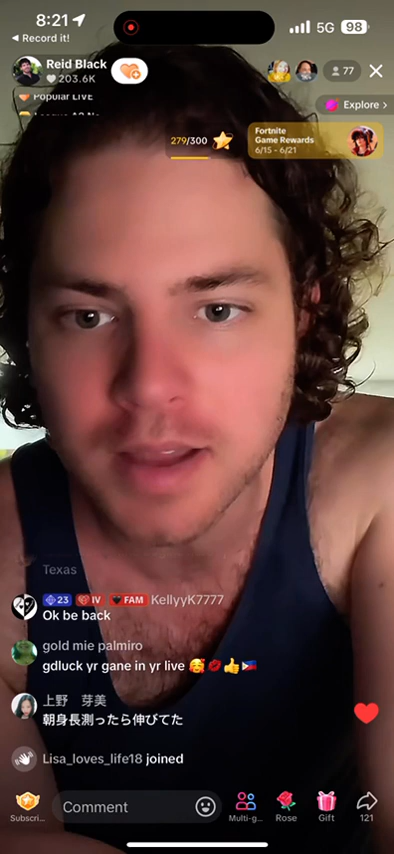 8:21
Record it!
5G
98
Reid Black
203.6K
77
Popular LIVE
Explore
279/300
Fortnite
Game Rewards
6/15 - 6/21
Texas
23 IV FAM KellyyK7777
Ok be back
gold mie palmiro
gdluck yr gane in yr live 🥰💋👍🇵🇭
上野 芽美
朝身長測ったら伸びてた
Lisa_loves_life18 joined
Subscri...
Comment
Multi-g...
Rose
Gift
121